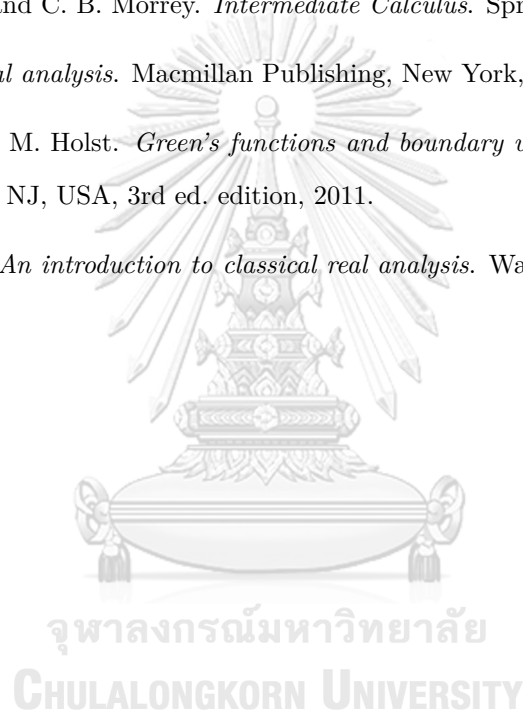 and C. B. Morrey. Intermediate Calculus. Spr
al analysis. Macmillan Publishing, New York,
M. Holst. Green's functions and boundary v
NJ, USA, 3rd ed. edition, 2011.
An introduction to classical real analysis. Wa
จุฬาลงกรณ์มหาวิทยาลัย
CHULALONGKORN UNIVERSITY